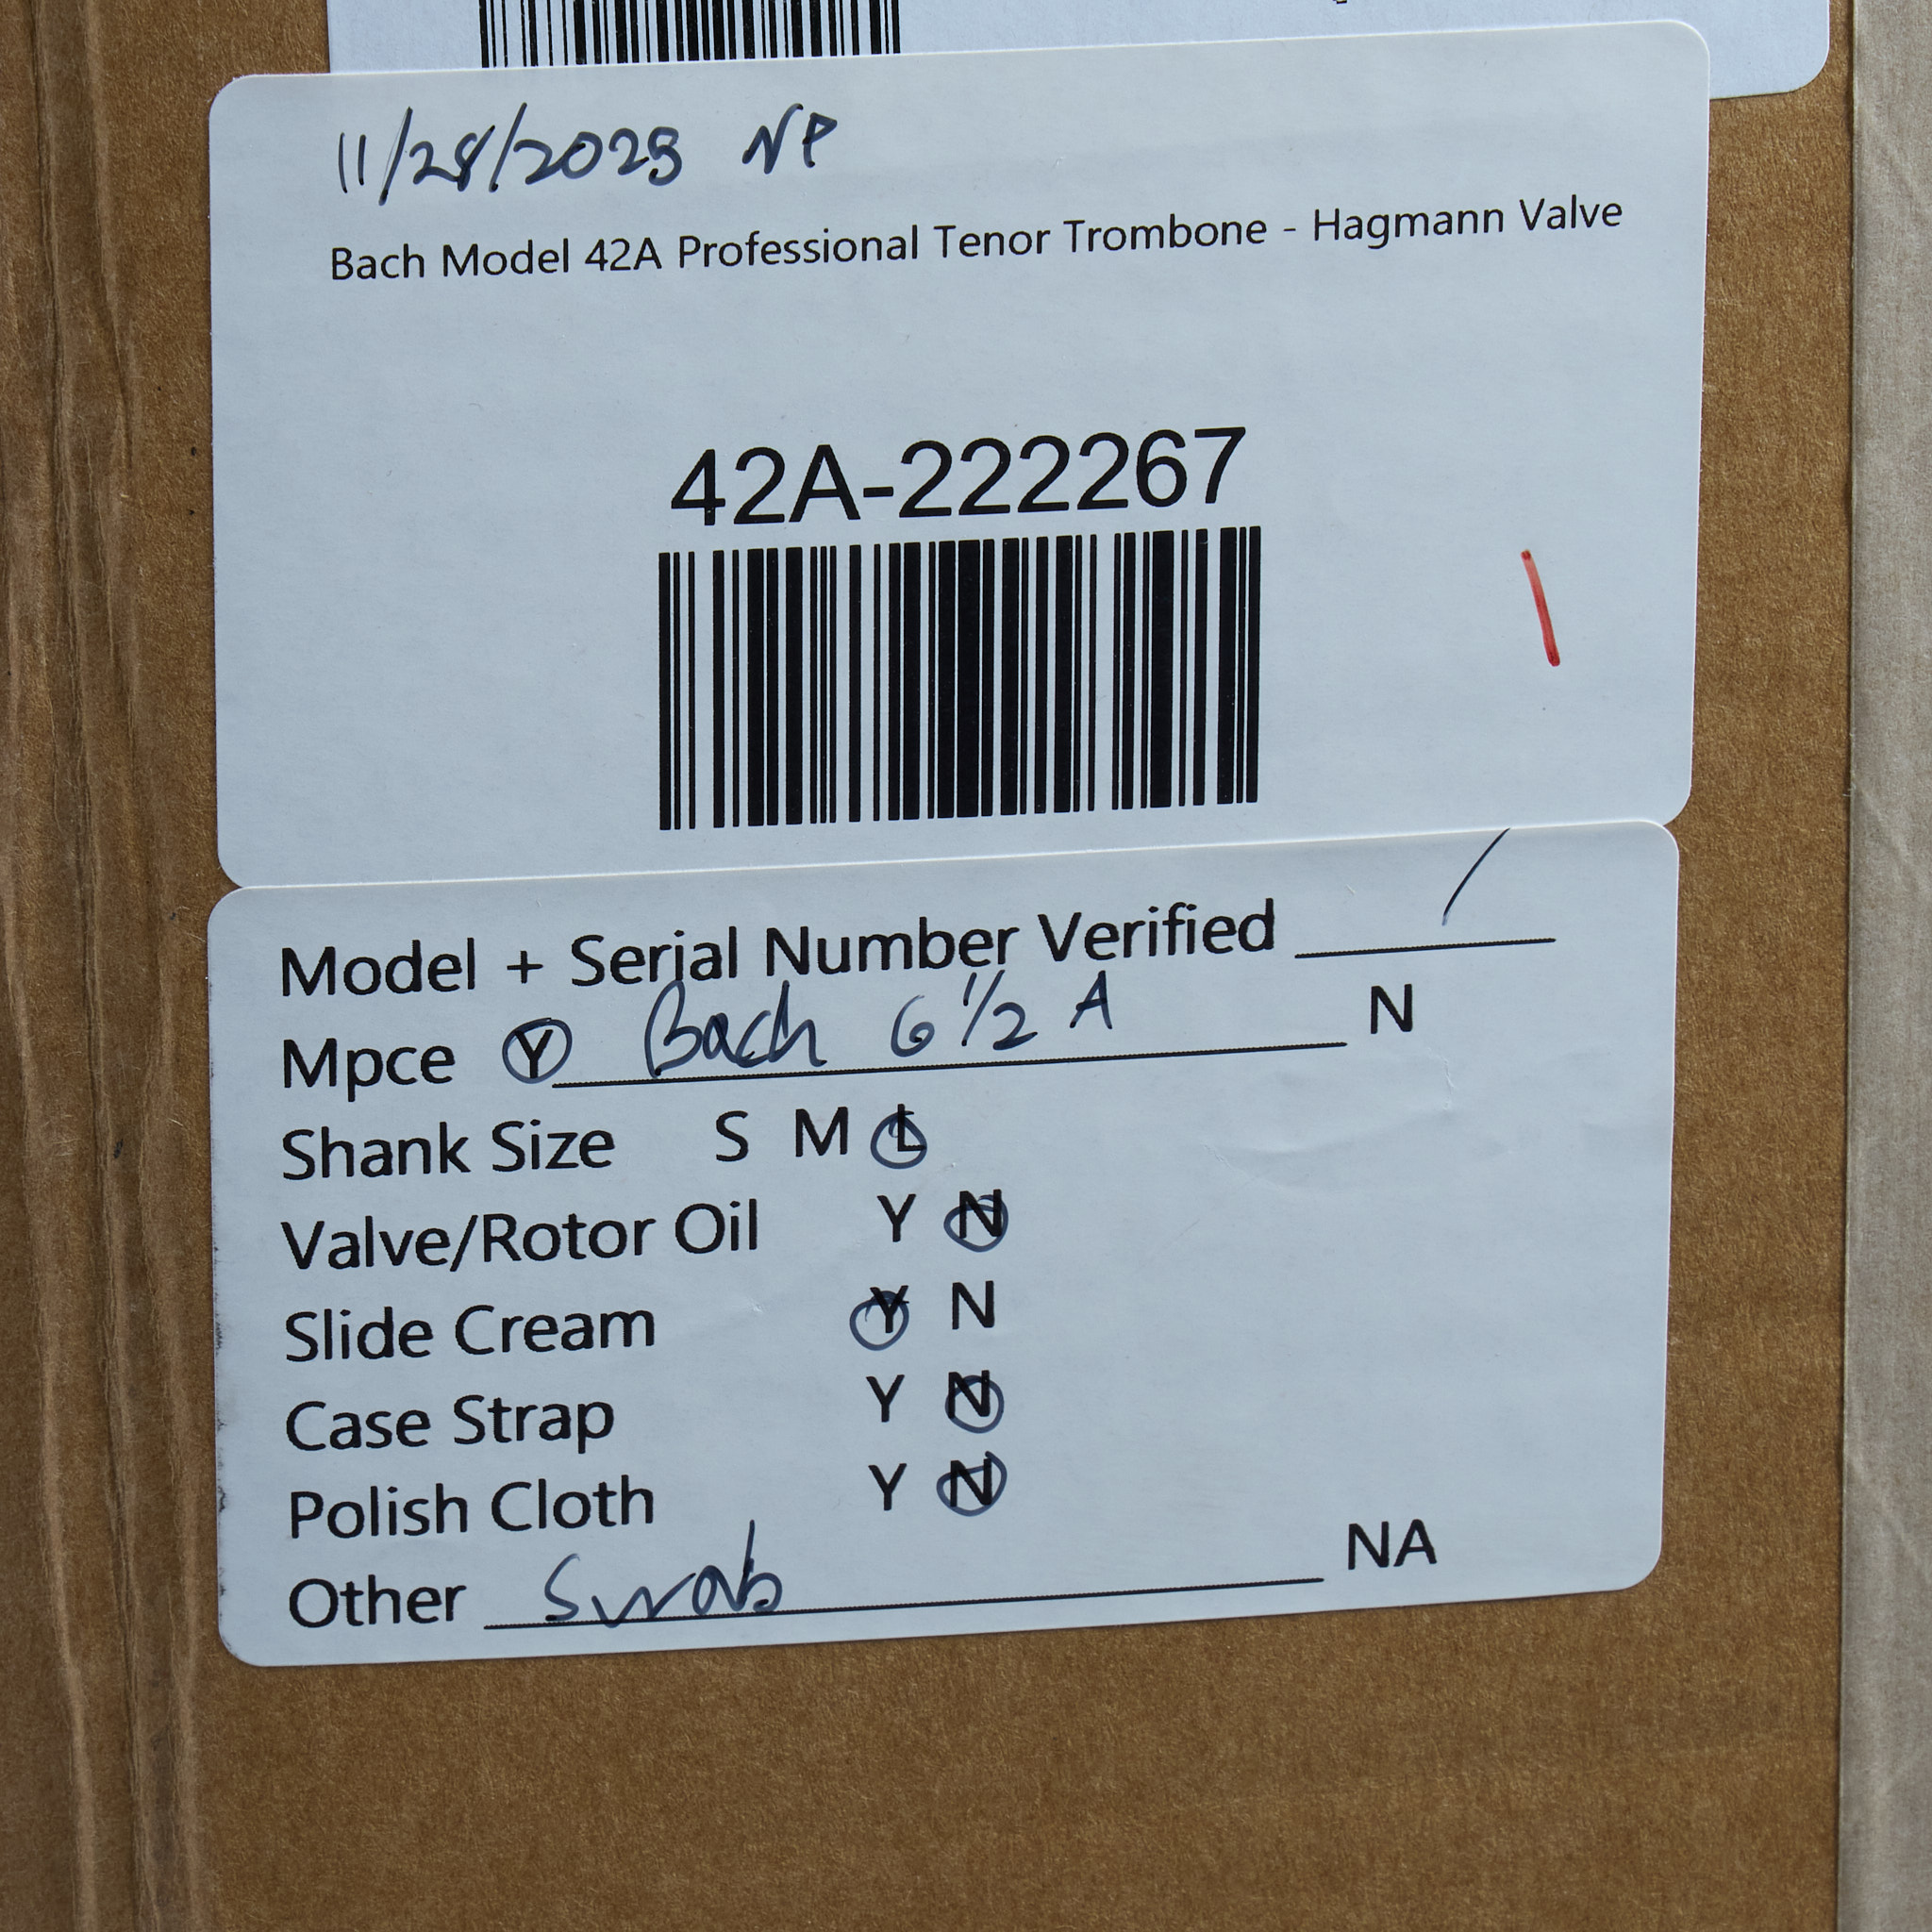 11/28/2023 NP
Bach Model 42A Professional Tenor Trombone - Hagmann Valve
42A-222267
Model + Serial Number Verified /
Mpce Y Bach 6 1/2 A N
Shank Size S M L
Valve/Rotor Oil Y N
Slide Cream Y N
Case Strap Y N
Polish Cloth Y N
Other Swab NA